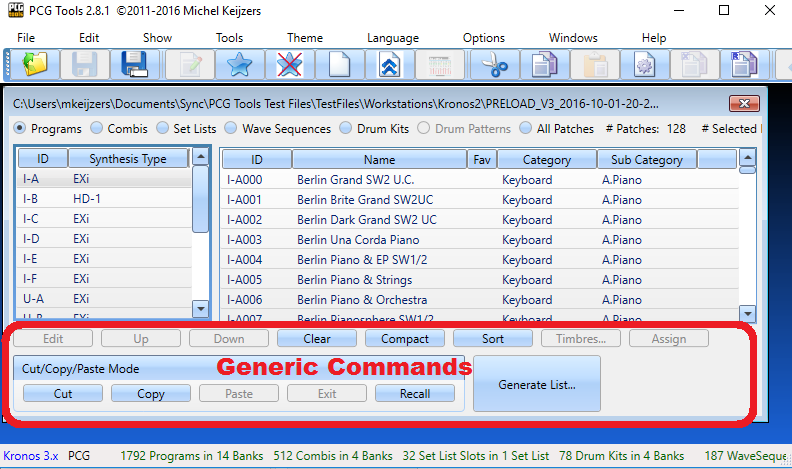 PCG Tools 2.8.1 ©2011-2016 Michel Keijzers
File Edit Show Tools Theme Language Options Windows Help
C:\Users\mkeijzers\Documents\Sync\PCG Tools Test Files\TestFiles\Workstations\Kronos2\PRELOAD_V3_2016-10-01-20-2...
Programs Combis Set Lists Wave Sequences Drum Kits Drum Patterns All Patches # Patches: 128 # Selected
ID Synthesis Type ID Name Fav Category Sub Category
I-A EXi I-A000 Berlin Grand SW2 U.C. Keyboard A.Piano
I-B HD-1 I-A001 Berlin Brite Grand SW2UC Keyboard A.Piano
I-C EXi I-A002 Berlin Dark Grand SW2 UC Keyboard A.Piano
I-D EXi I-A003 Berlin Una Corda Piano Keyboard A.Piano
I-E EXi I-A004 Berlin Piano & EP SW1/2 Keyboard A.Piano
I-F EXi I-A005 Berlin Piano & Strings Keyboard A.Piano
U-A EXi I-A006 Berlin Piano & Orchestra Keyboard A.Piano
U-B EXi I-A007 Berlin Pianosphere SW1/2 Keyboard A.Piano
Edit Up Down Clear Compact Sort Timbres... Assign
Cut/Copy/Paste Mode Generic Commands
Cut Copy Paste Exit Recall Generate List...
Kronos 3.x PCG 1792 Programs in 14 Banks 512 Combis in 4 Banks 32 Set List Slots in 1 Set List 78 Drum Kits in 4 Banks 187 WaveSeque